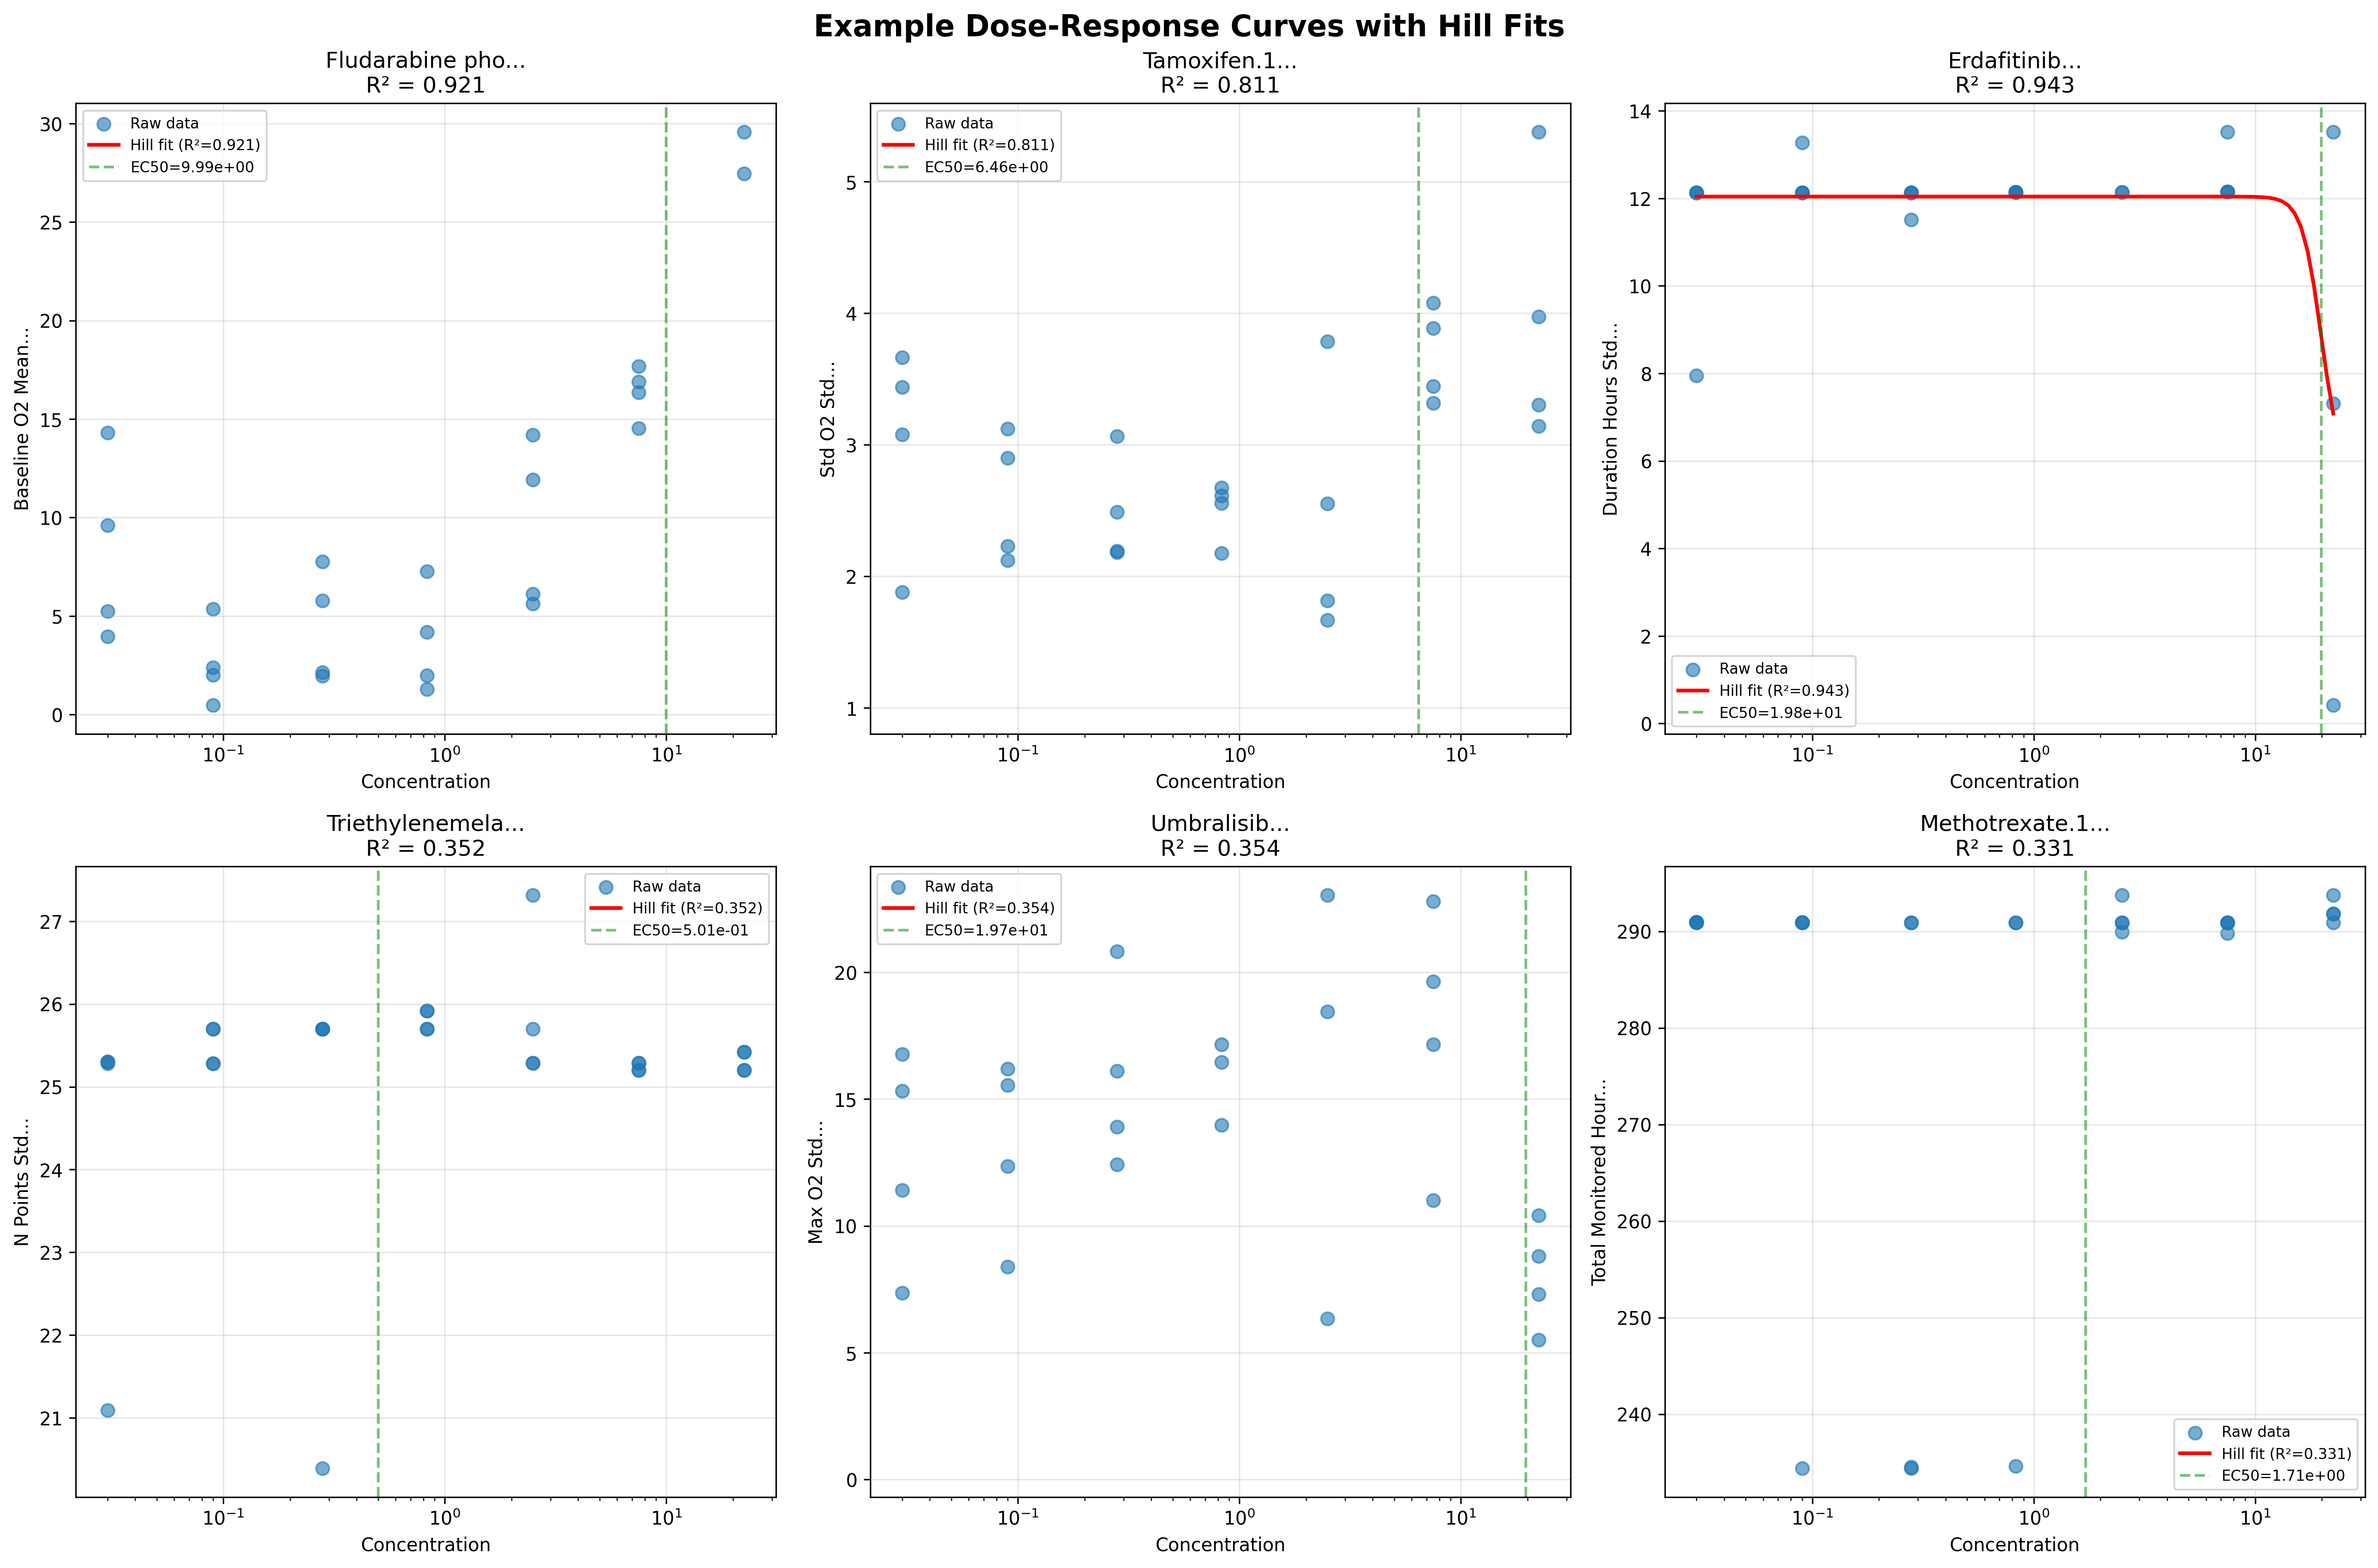 Example Dose-Response Curves with Hill Fits
Fludarabine pho...
R² = 0.921
Baseline O2 Mean...
30
25
20
15
10
5
0
Raw data
Hill fit (R²=0.921)
EC50=9.99e+00
10⁻¹
10⁰
10¹
Concentration
Tamoxifen.1...
R² = 0.811
Std O2 Std...
5
4
3
2
1
Raw data
Hill fit (R²=0.811)
EC50=6.46e+00
10⁻¹
10⁰
10¹
Concentration
Erdafitinib...
R² = 0.943
Duration Hours Std...
14
12
10
8
6
4
2
0
Raw data
Hill fit (R²=0.943)
EC50=1.98e+01
10⁻¹
10⁰
10¹
Concentration
Triethylenemela...
R² = 0.352
N Points Std...
27
26
25
24
23
22
21
Raw data
Hill fit (R²=0.352)
EC50=5.01e-01
10⁻¹
10⁰
10¹
Concentration
Umbralisib...
R² = 0.354
Max O2 Std...
20
15
10
5
0
Raw data
Hill fit (R²=0.354)
EC50=1.97e+01
10⁻¹
10⁰
10¹
Concentration
Methotrexate.1...
R² = 0.331
Total Monitored Hour...
290
280
270
260
250
240
Raw data
Hill fit (R²=0.331)
EC50=1.71e+00
10⁻¹
10⁰
10¹
Concentration